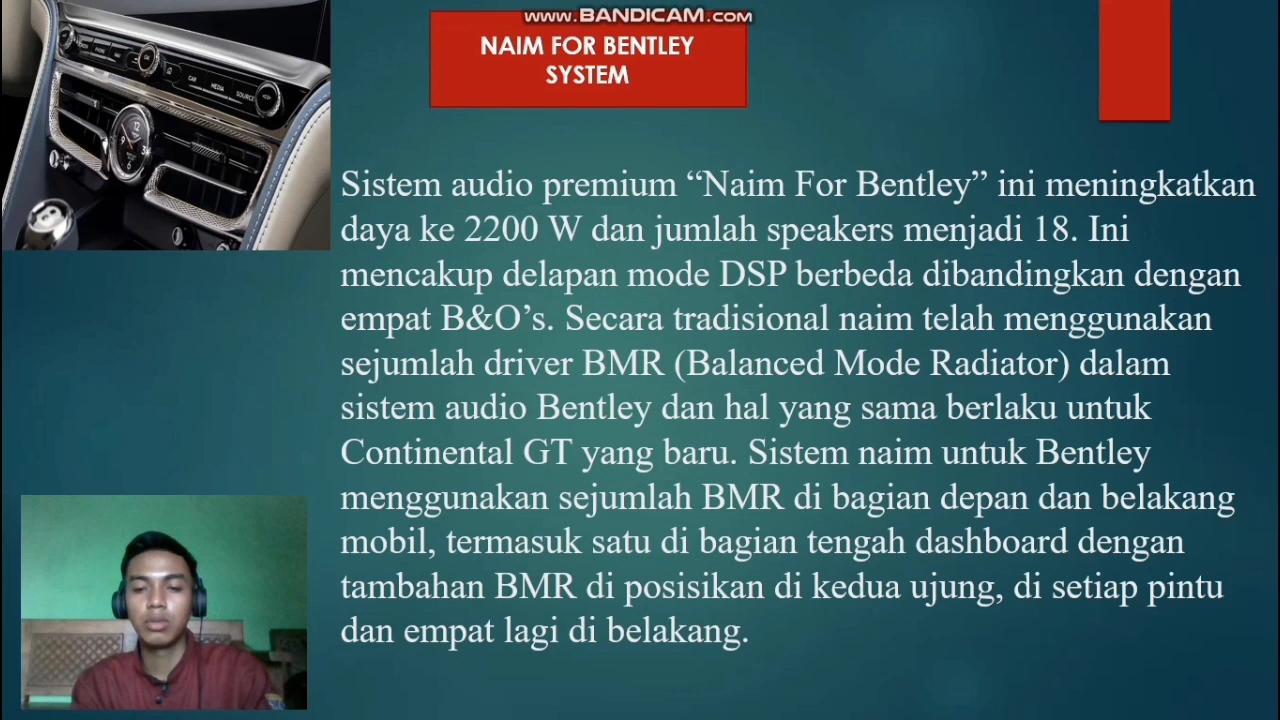 www.BANDICAM.com
NAIM FOR BENTLEY
SYSTEM
CAR
MEDIA
SOURCE
Sistem audio premium “Naim For Bentley” ini meningkatkan
daya ke 2200 W dan jumlah speakers menjadi 18. Ini
mencakup delapan mode DSP berbeda dibandingkan dengan
empat B&O’s. Secara tradisional naim telah menggunakan
sejumlah driver BMR (Balanced Mode Radiator) dalam
sistem audio Bentley dan hal yang sama berlaku untuk
Continental GT yang baru. Sistem naim untuk Bentley
menggunakan sejumlah BMR di bagian depan dan belakang
mobil, termasuk satu di bagian tengah dashboard dengan
tambahan BMR di posisikan di kedua ujung, di setiap pintu
dan empat lagi di belakang.